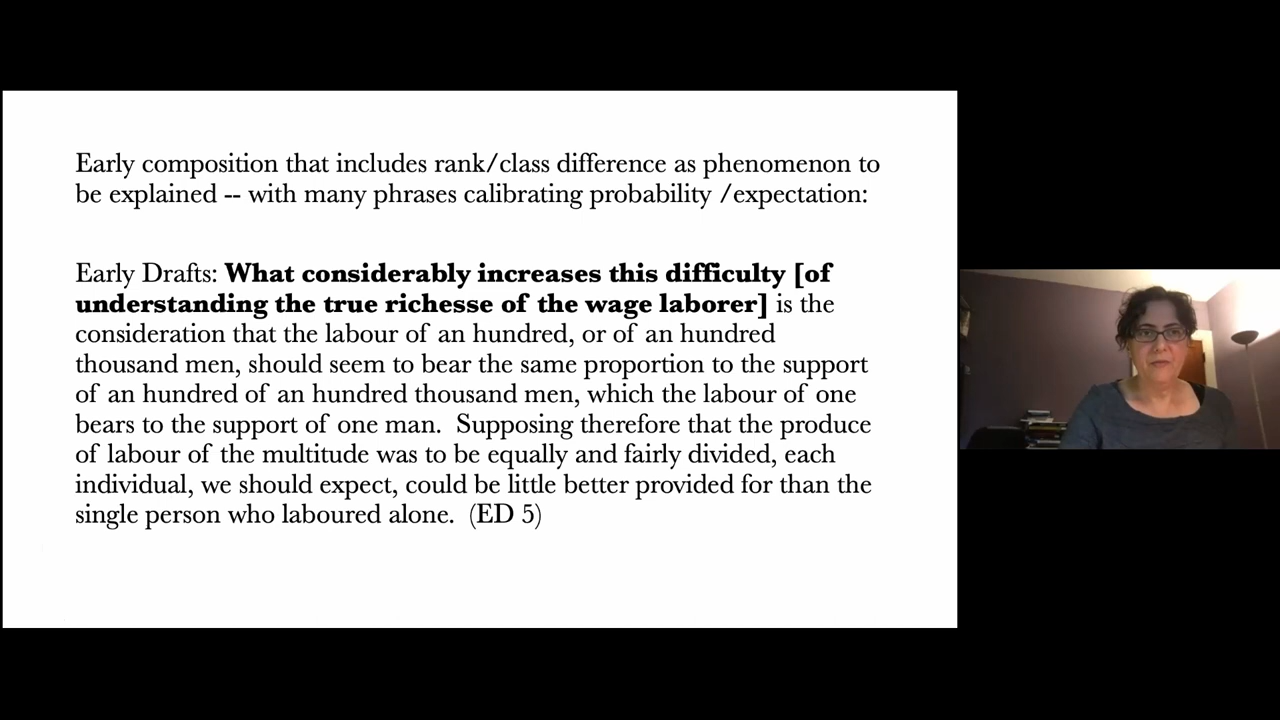 Early composition that includes rank/class difference as phenomenon to
be explained -- with many phrases calibrating probability /expectation:
Early Drafts: What considerably increases this difficulty [of
understanding the true richesse of the wage laborer] is the
consideration that the labour of an hundred, or of an hundred
thousand men, should seem to bear the same proportion to the support
of an hundred of an hundred thousand men, which the labour of one
bears to the support of one man. Supposing therefore that the produce
of labour of the multitude was to be equally and fairly divided, each
individual, we should expect, could be little better provided for than the
single person who laboured alone. (ED 5)